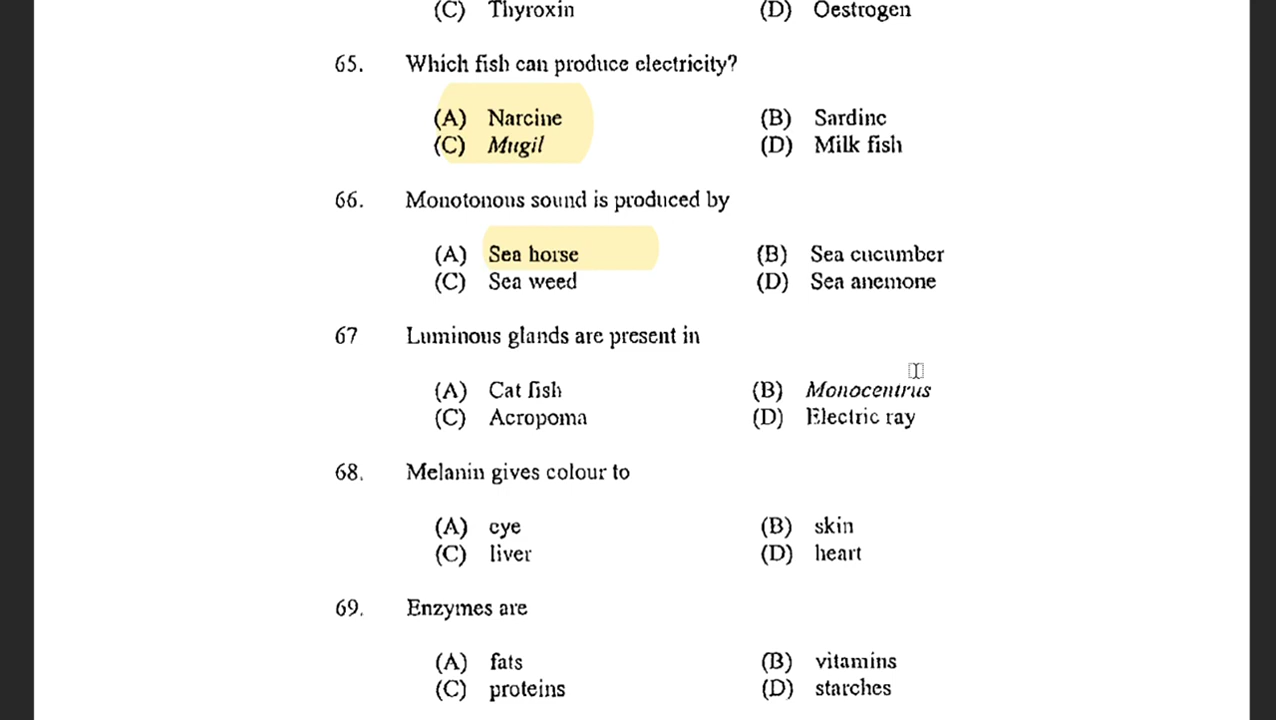 (C) Thyroxin (D) Oestrogen
65. Which fish can produce electricity?
(A) Narcine (B) Sardine
(C) Mugil (D) Milk fish
66. Monotonous sound is produced by
(A) Sea horse (B) Sea cucumber
(C) Sea weed (D) Sea anemone
67 Luminous glands are present in
(A) Cat fish (B) Monocentrus
(C) Acropoma (D) Electric ray
68. Melanin gives colour to
(A) eye (B) skin
(C) liver (D) heart
69. Enzymes are
(A) fats (B) vitamins
(C) proteins (D) starches